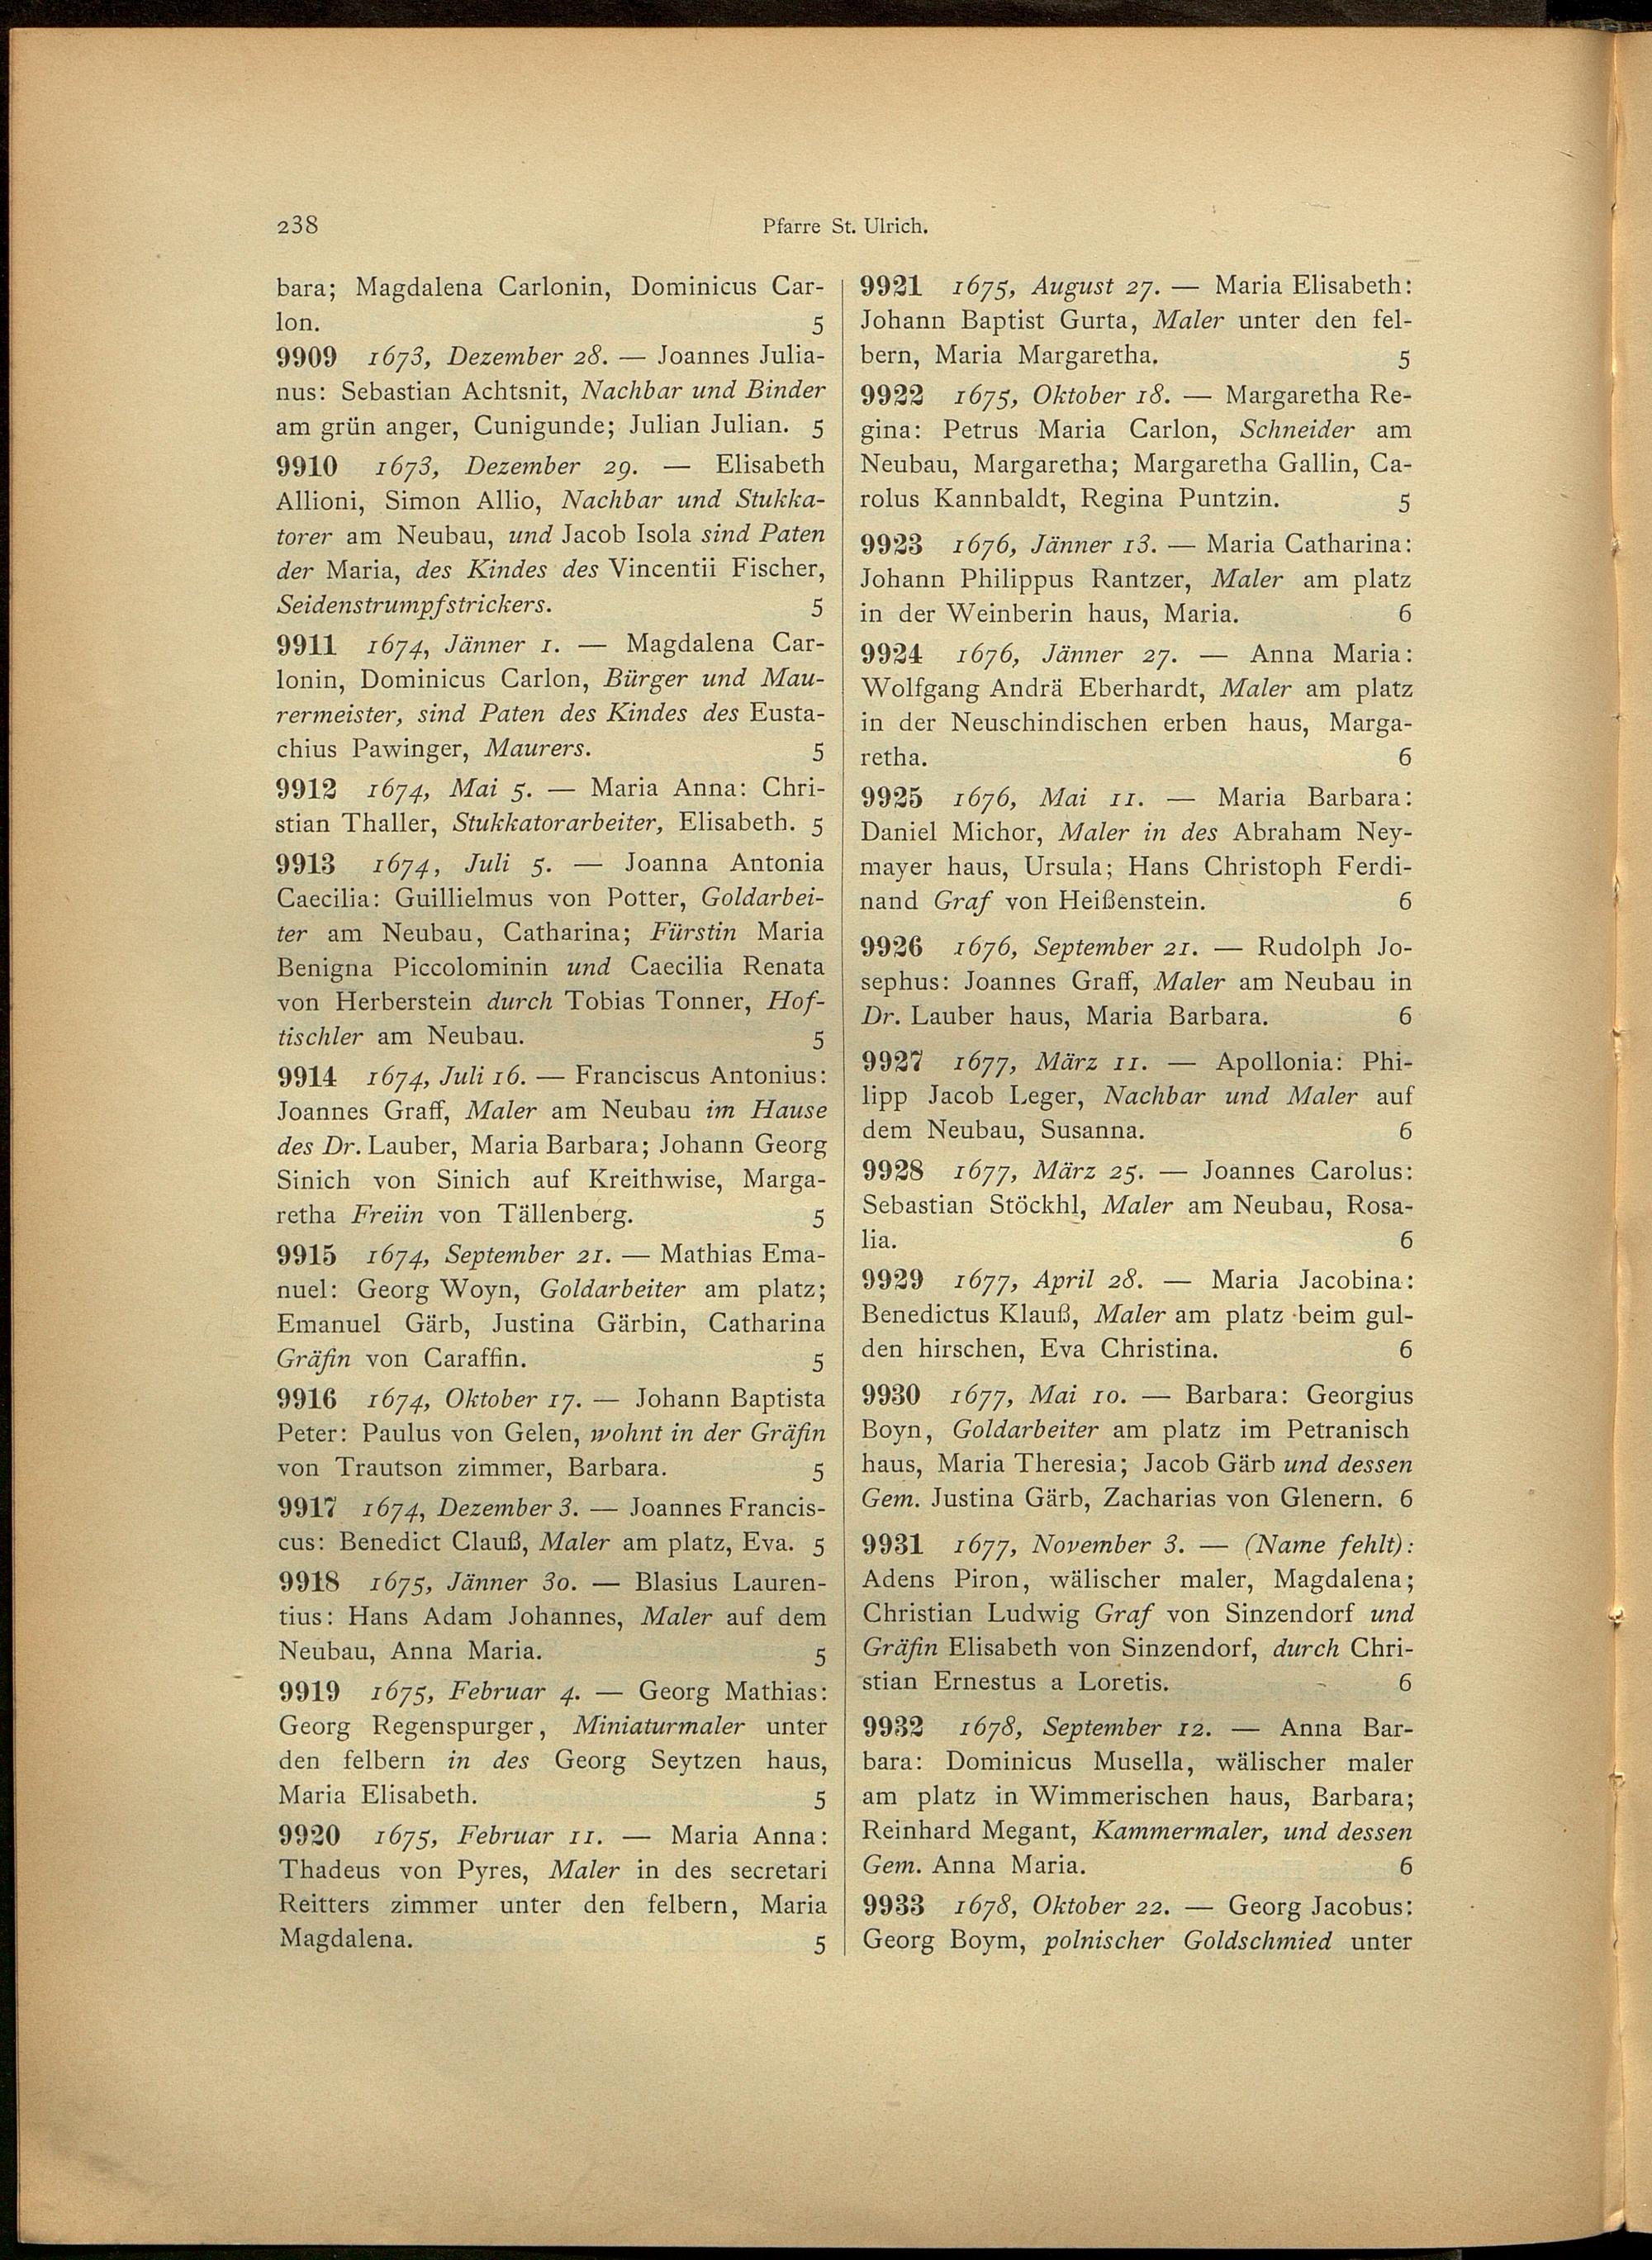 238
Pfarre St. Ulrich.
bara; Magdalena Carlonin, Dominicus Car-
lon. 5
9909 1673, Dezember 28. — Joannes Julia-
nus: Sebastian Achtsnit, Nachbar und Binder
am grün anger, Cunigunde; Julian Julian. 5
9910 1673, Dezember 29. — Elisabeth
Allioni, Simon Allio, Nachbar und Stukka-
torer am Neubau, und Jacob Isola sind Paten
der Maria, des Kindes des Vincentii Fischer,
Seidenstrumpfstrickers. 5
9911 1674, Jänner 1. — Magdalena Car-
lonin, Dominicus Carlon, Bürger und Mau-
rermeister, sind Paten des Kindes des Eusta-
chius Pawinger, Maurers. 5
9912 1674, Mai 5. — Maria Anna: Chri-
stian Thaller, Stukkatorarbeiter, Elisabeth. 5
9913 1674, Juli 5. — Joanna Antonia
Caecilia: Guillielmus von Potter, Goldarbei-
ter am Neubau, Catharina; Fürstin Maria
Benigna Piccolominin und Caecilia Renata
von Herberstein durch Tobias Tonner, Hof-
tischler am Neubau. 5
9914 1674, Juli 16. — Franciscus Antonius:
Joannes Graff, Maler am Neubau im Hause
des Dr. Lauber, Maria Barbara; Johann Georg
Sinich von Sinich auf Kreithwise, Marga-
retha Freiin von Tällenberg. 5
9915 1674, September 21. — Mathias Ema-
nuel: Georg Woyn, Goldarbeiter am platz;
Emanuel Gärb, Justina Gärbin, Catharina
Gräfin von Caraffin. 5
9916 1674, Oktober 17. — Johann Baptista
Peter: Paulus von Gelen, wohnt in der Gräfin
von Trautson zimmer, Barbara. 5
9917 1674, Dezember 3. — Joannes Francis-
cus: Benedict Clauß, Maler am platz, Eva. 5
9918 1675, Jänner 30. — Blasius Lauren-
tius: Hans Adam Johannes, Maler auf dem
Neubau, Anna Maria. 5
9919 1675, Februar 4. — Georg Mathias:
Georg Regenspurger, Miniaturmaler unter
den felbern in des Georg Seytzen haus,
Maria Elisabeth. 5
9920 1675, Februar 11. — Maria Anna:
Thadeus von Pyres, Maler in des secretari
Reitters zimmer unter den felbern, Maria
Magdalena. 5
9921 1675, August 27. — Maria Elisabeth:
Johann Baptist Gurta, Maler unter den fel-
bern, Maria Margaretha. 5
9922 1675, Oktober 18. — Margaretha Re-
gina: Petrus Maria Carlon, Schneider am
Neubau, Margaretha; Margaretha Gallin, Ca-
rolus Kannbaldt, Regina Puntzin. 5
9923 1676, Jänner 13. — Maria Catharina:
Johann Philippus Rantzer, Maler am platz
in der Weinberin haus, Maria. 6
9924 1676, Jänner 27. — Anna Maria:
Wolfgang Andrä Eberhardt, Maler am platz
in der Neuschindischen erben haus, Marga-
retha. 6
9925 1676, Mai 11. — Maria Barbara:
Daniel Michor, Maler in des Abraham Ney-
mayer haus, Ursula; Hans Christoph Ferdi-
nand Graf von Heißenstein. 6
9926 1676, September 21. — Rudolph Jo-
sephus: Joannes Graff, Maler am Neubau in
Dr. Lauber haus, Maria Barbara. 6
9927 1677, März 11. — Apollonia: Phi-
lipp Jacob Leger, Nachbar und Maler auf
dem Neubau, Susanna. 6
9928 1677, März 25. — Joannes Carolus:
Sebastian Stöckhl, Maler am Neubau, Rosa-
lia. 6
9929 1677, April 28. — Maria Jacobina:
Benedictus Klauß, Maler am platz beim gul-
den hirschen, Eva Christina. 6
9930 1677, Mai 10. — Barbara: Georgius
Boyn, Goldarbeiter am platz im Petranisch
haus, Maria Theresia; Jacob Gärb und dessen
Gem. Justina Gärb, Zacharias von Glenern. 6
9931 1677, November 3. — (Name fehlt):
Adens Piron, wälischer maler, Magdalena;
Christian Ludwig Graf von Sinzendorf und
Gräfin Elisabeth von Sinzendorf, durch Chri-
stian Ernestus a Loretis. 6
9932 1678, September 12. — Anna Bar-
bara: Dominicus Musella, wälischer maler
am platz in Wimmerischen haus, Barbara;
Reinhard Megant, Kammermaler, und dessen
Gem. Anna Maria. 6
9933 1678, Oktober 22. — Georg Jacobus:
Georg Boym, polnischer Goldschmied unter